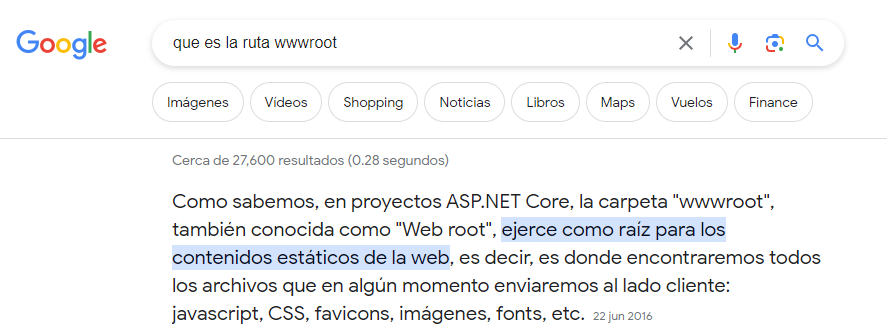 Google
que es la ruta wwwroot
Imágenes
Vídeos
Shopping
Noticias
Libros
Maps
Vuelos
Finance
Cerca de 27,600 resultados (0.28 segundos)
Como sabemos, en proyectos ASP.NET Core, la carpeta "wwwroot",
también conocida como "Web root", ejerce como raíz para los
contenidos estáticos de la web, es decir, es donde encontraremos todos
los archivos que en algún momento enviaremos al lado cliente:
javascript, CSS, favicons, imágenes, fonts, etc. 22 jun 2016